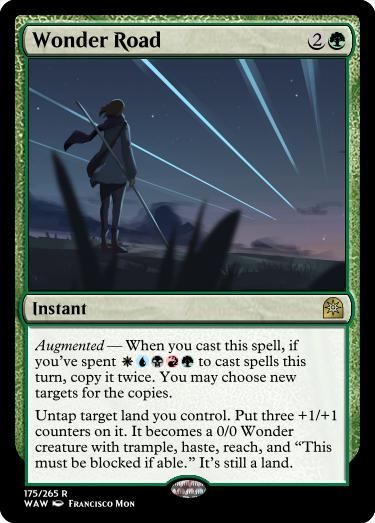 Wonder Road 2
Instant
Augmented — When you cast this spell, if
you've spent to cast spells this
turn, copy it twice. You may choose new
targets for the copies.
Untap target land you control. Put three +1/+1
counters on it. It becomes a 0/0 Wonder
creature with trample, haste, reach, and “This
must be blocked if able.” It's still a land.
175/265 R
WAW Francisco Mon